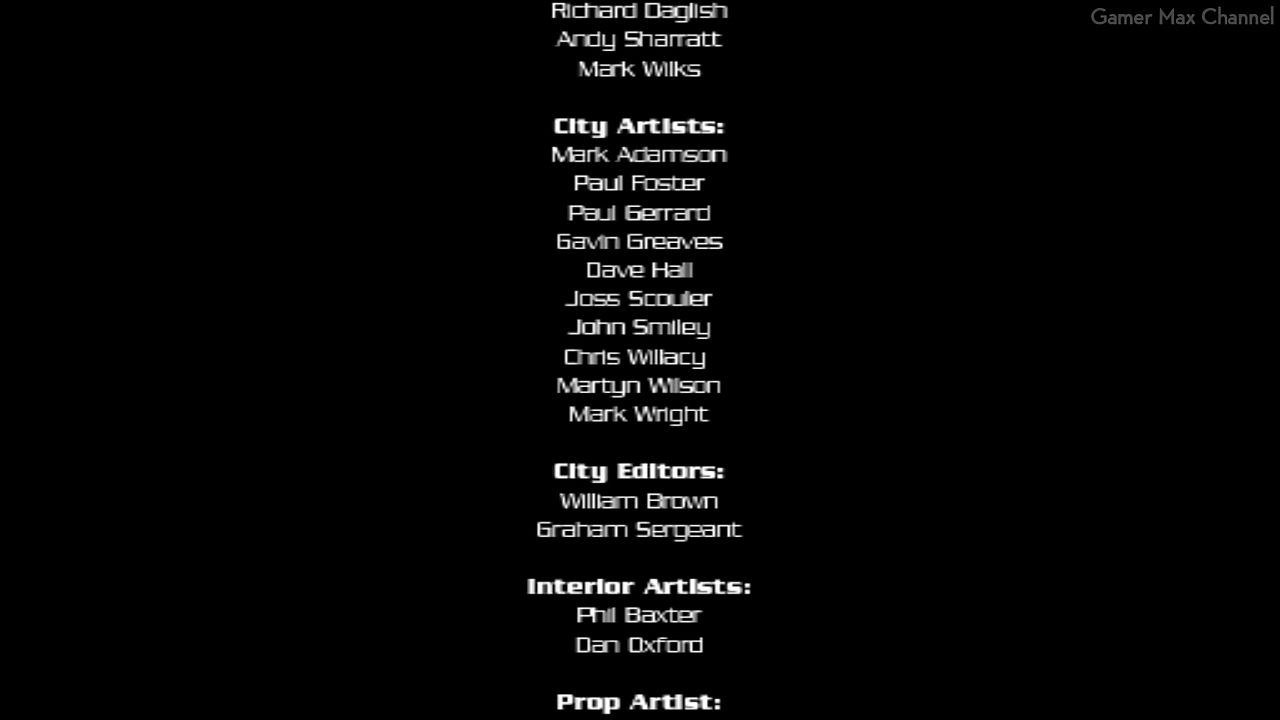 Richard Daglish
Gamer Max Channel
Andy Sharratt
Mark Wilks
City Artists:
Mark Adamson
Paul Foster
Paul Gerrard
Gavin Greaves
Dave Hall
Joss Scouler
John Smiley
Chris Willacy
Martyn Wilson
Mark Wright
City Editors:
William Brown
Graham Sergeant
Interior Artists:
Phil Baxter
Dan Oxford
Prop Artist: